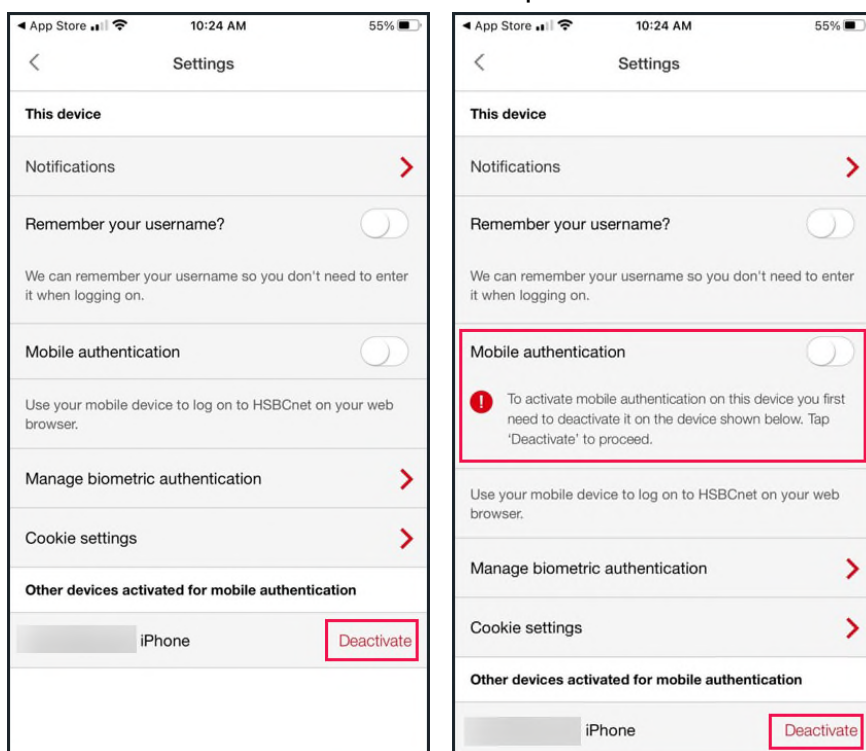 App Store
10:24 AM
55%
Settings
This device
Notifications
Remember your username?
We can remember your username so you don't need to enter
it when logging on.
Mobile authentication
Use your mobile device to log on to HSBCnet on your web
browser.
Manage biometric authentication
Cookie settings
Other devices activated for mobile authentication
iPhone
Deactivate
App Store
10:24 AM
55%
Settings
This device
Notifications
Remember your username?
We can remember your username so you don't need to enter
it when logging on.
Mobile authentication
To activate mobile authentication on this device you first
need to deactivate it on the device shown below. Tap
'Deactivate' to proceed.
Use your mobile device to log on to HSBCnet on your web
browser.
Manage biometric authentication
Cookie settings
Other devices activated for mobile authentication
iPhone
Deactivate